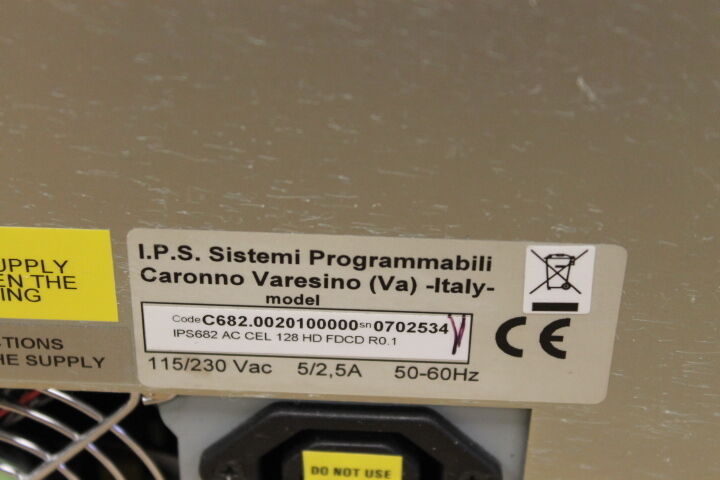 UPPLY
EN THE
ING
TIONS
HE SUPPLY
I.P.S. Sistemi Programmabili
Caronno Varesino (Va) -Italy-
model
Code C682.0020100000 sn 0702534
IPS682 AC CEL 128 HD FDCD R0.1
115/230 Vac 5/2,5A 50-60Hz
CE
DO NOT USE